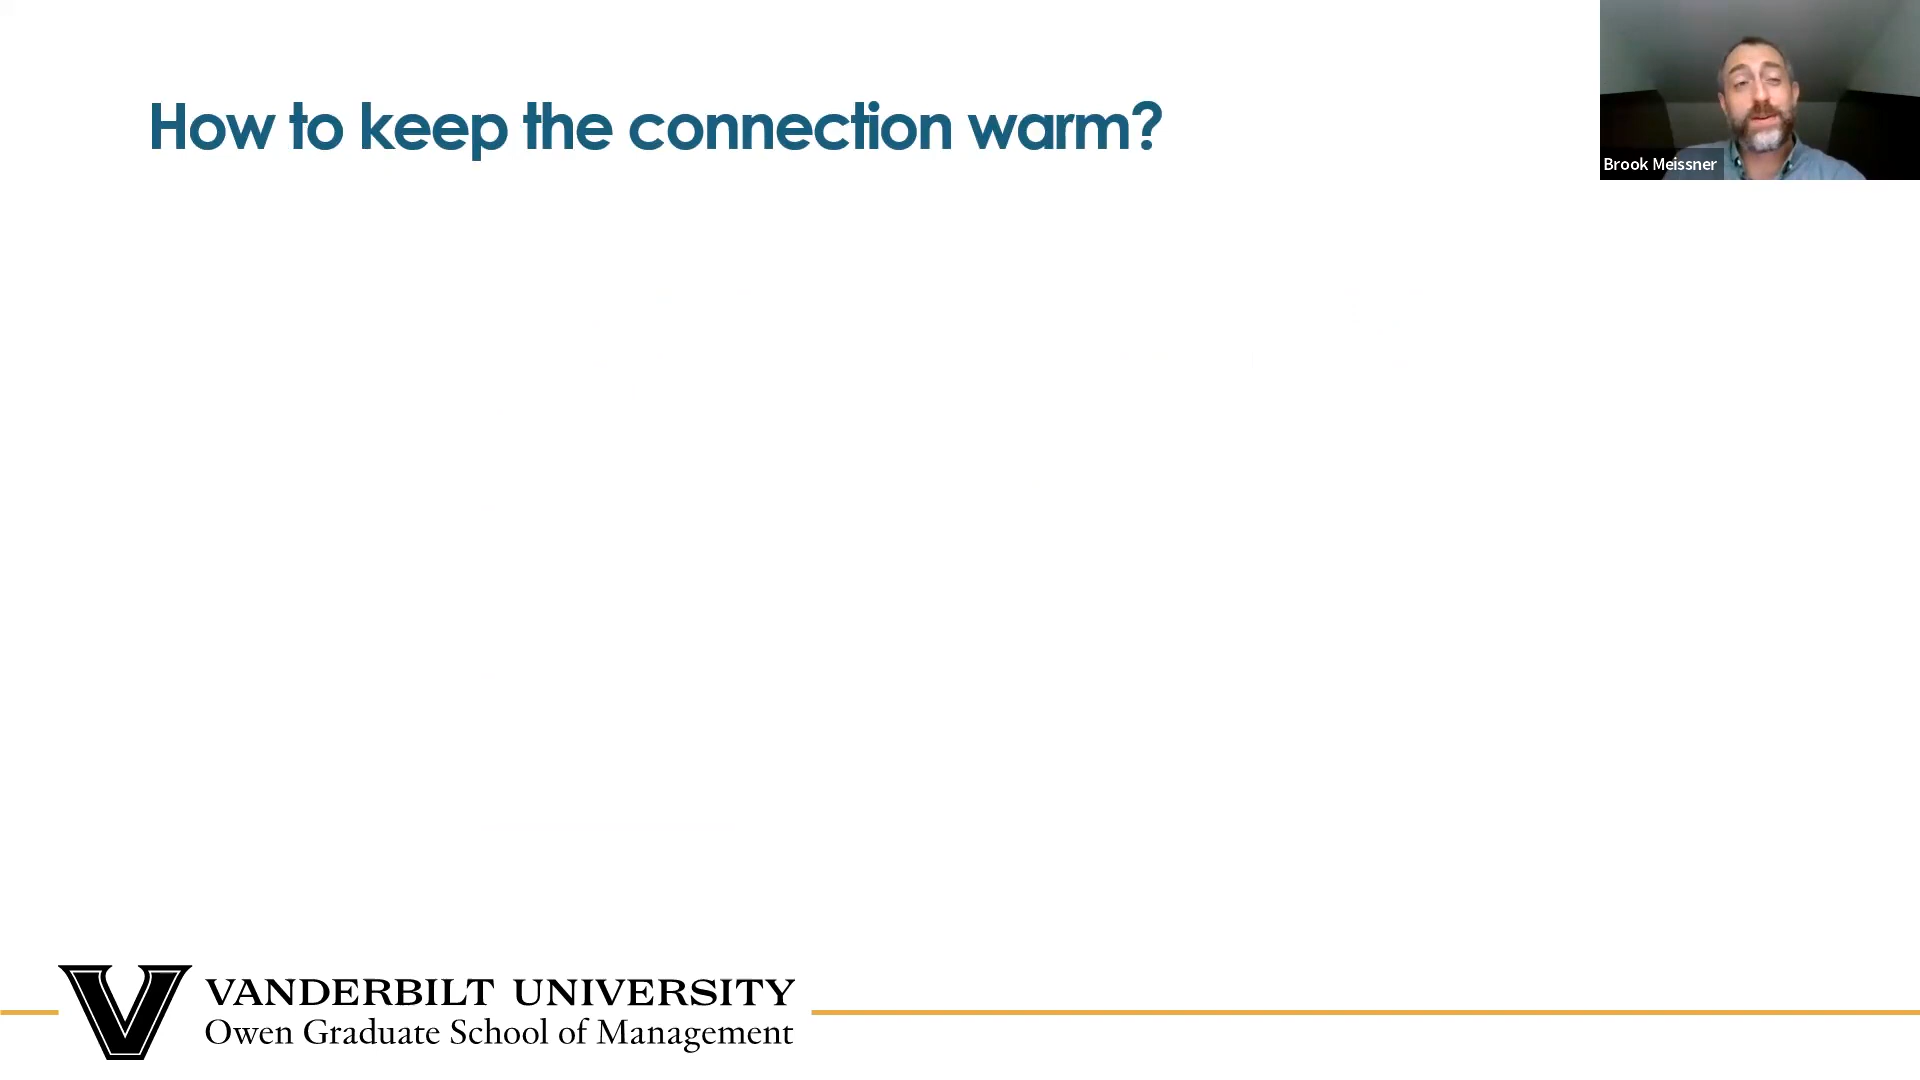 How to keep the connection warm?
Brook Meissner
VANDERBILT UNIVERSITY
Owen Graduate School of Management